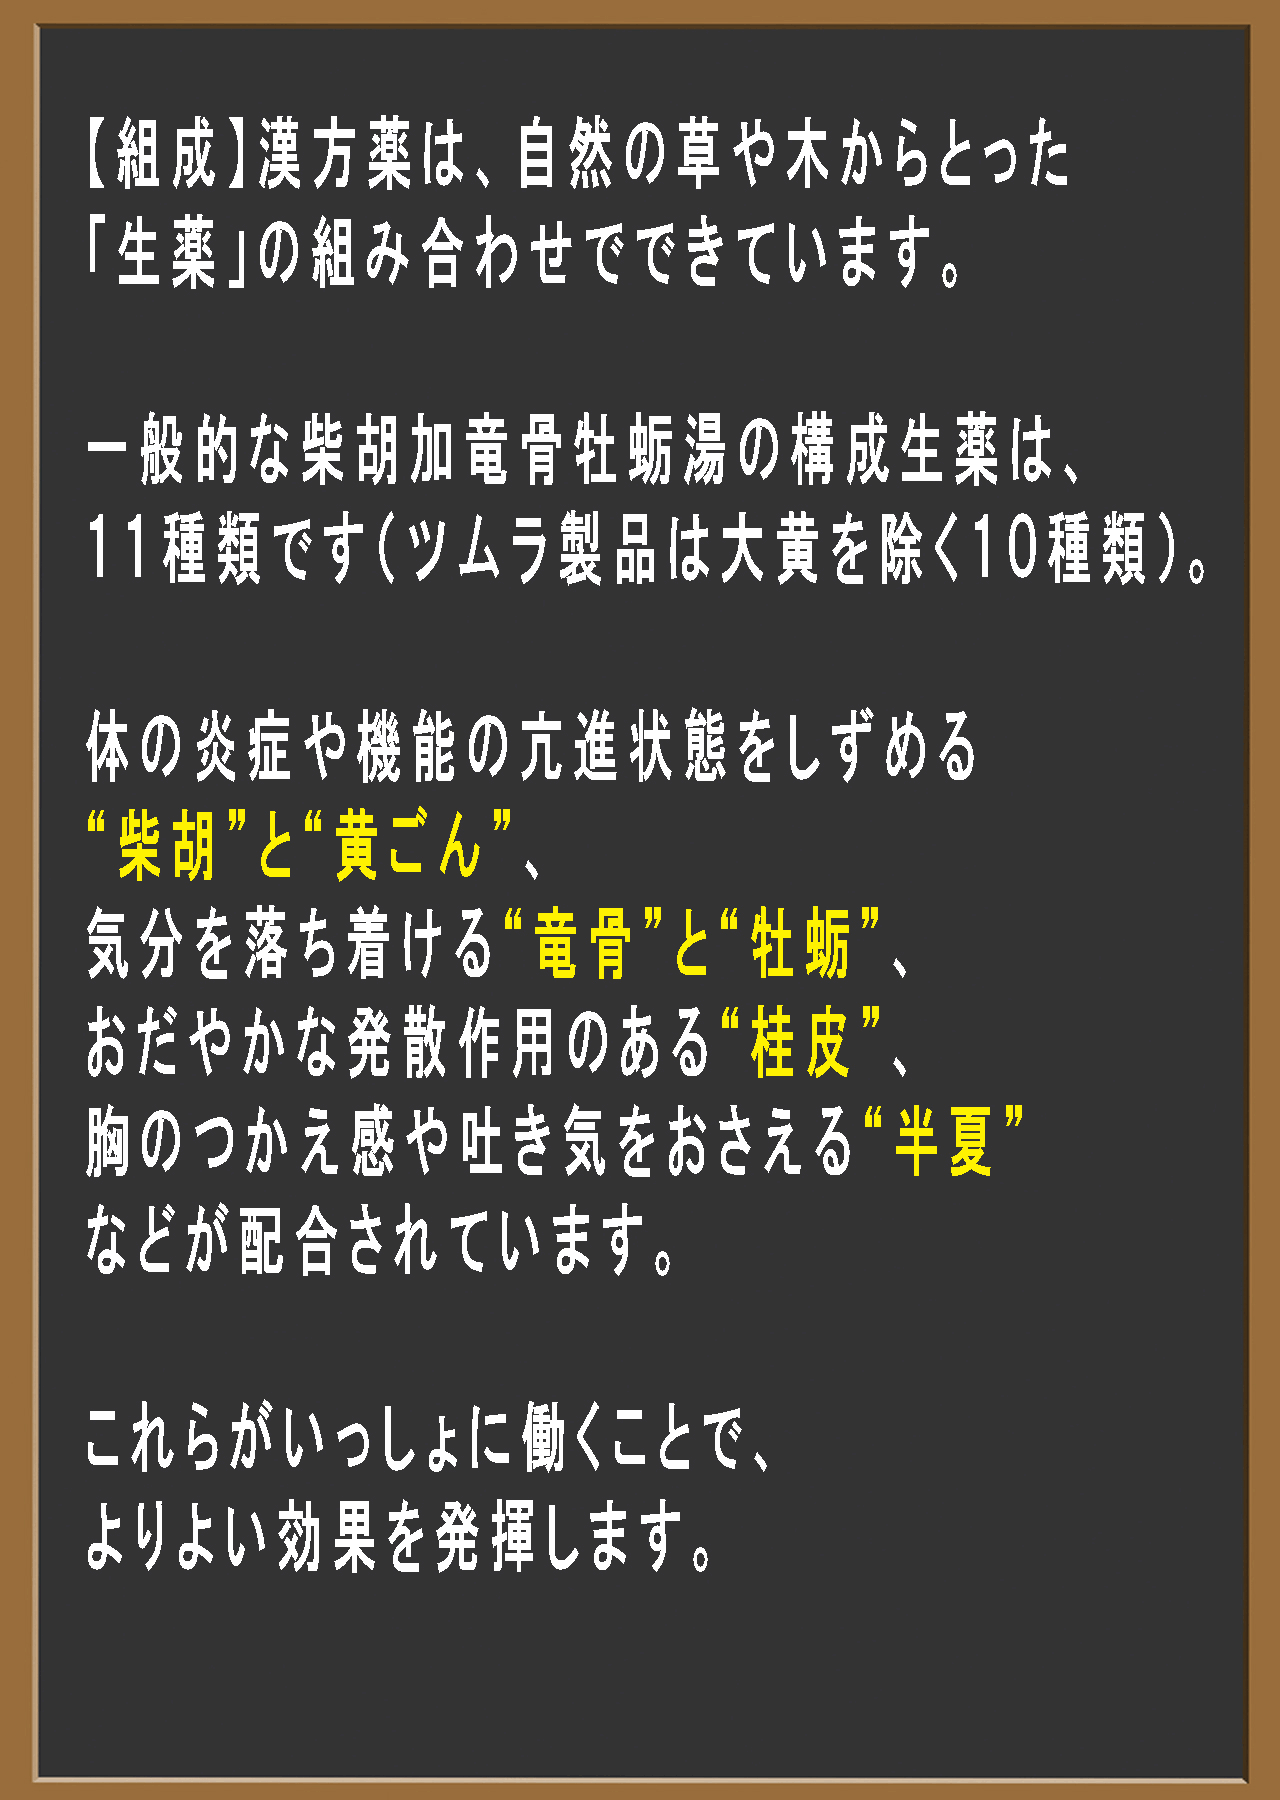 【組成】漢方薬は、自然の草や木からとった
「生薬」の組み合わせでできています。
一般的な柴胡加竜骨牡蛎湯の構成生薬は、
11種類です(ツムラ製品は大黄を除く10種類)。
体の炎症や機能の亢進状態をしずめる
“柴胡”と“黄ごん”、
気分を落ち着ける“竜骨”と“牡蛎”、
おだやかな発散作用のある“桂皮”、
胸のつかえ感や吐き気をおさえる“半夏”
などが配合されています。
これらがいっしょに働くことで、
よりよい効果を発揮します。